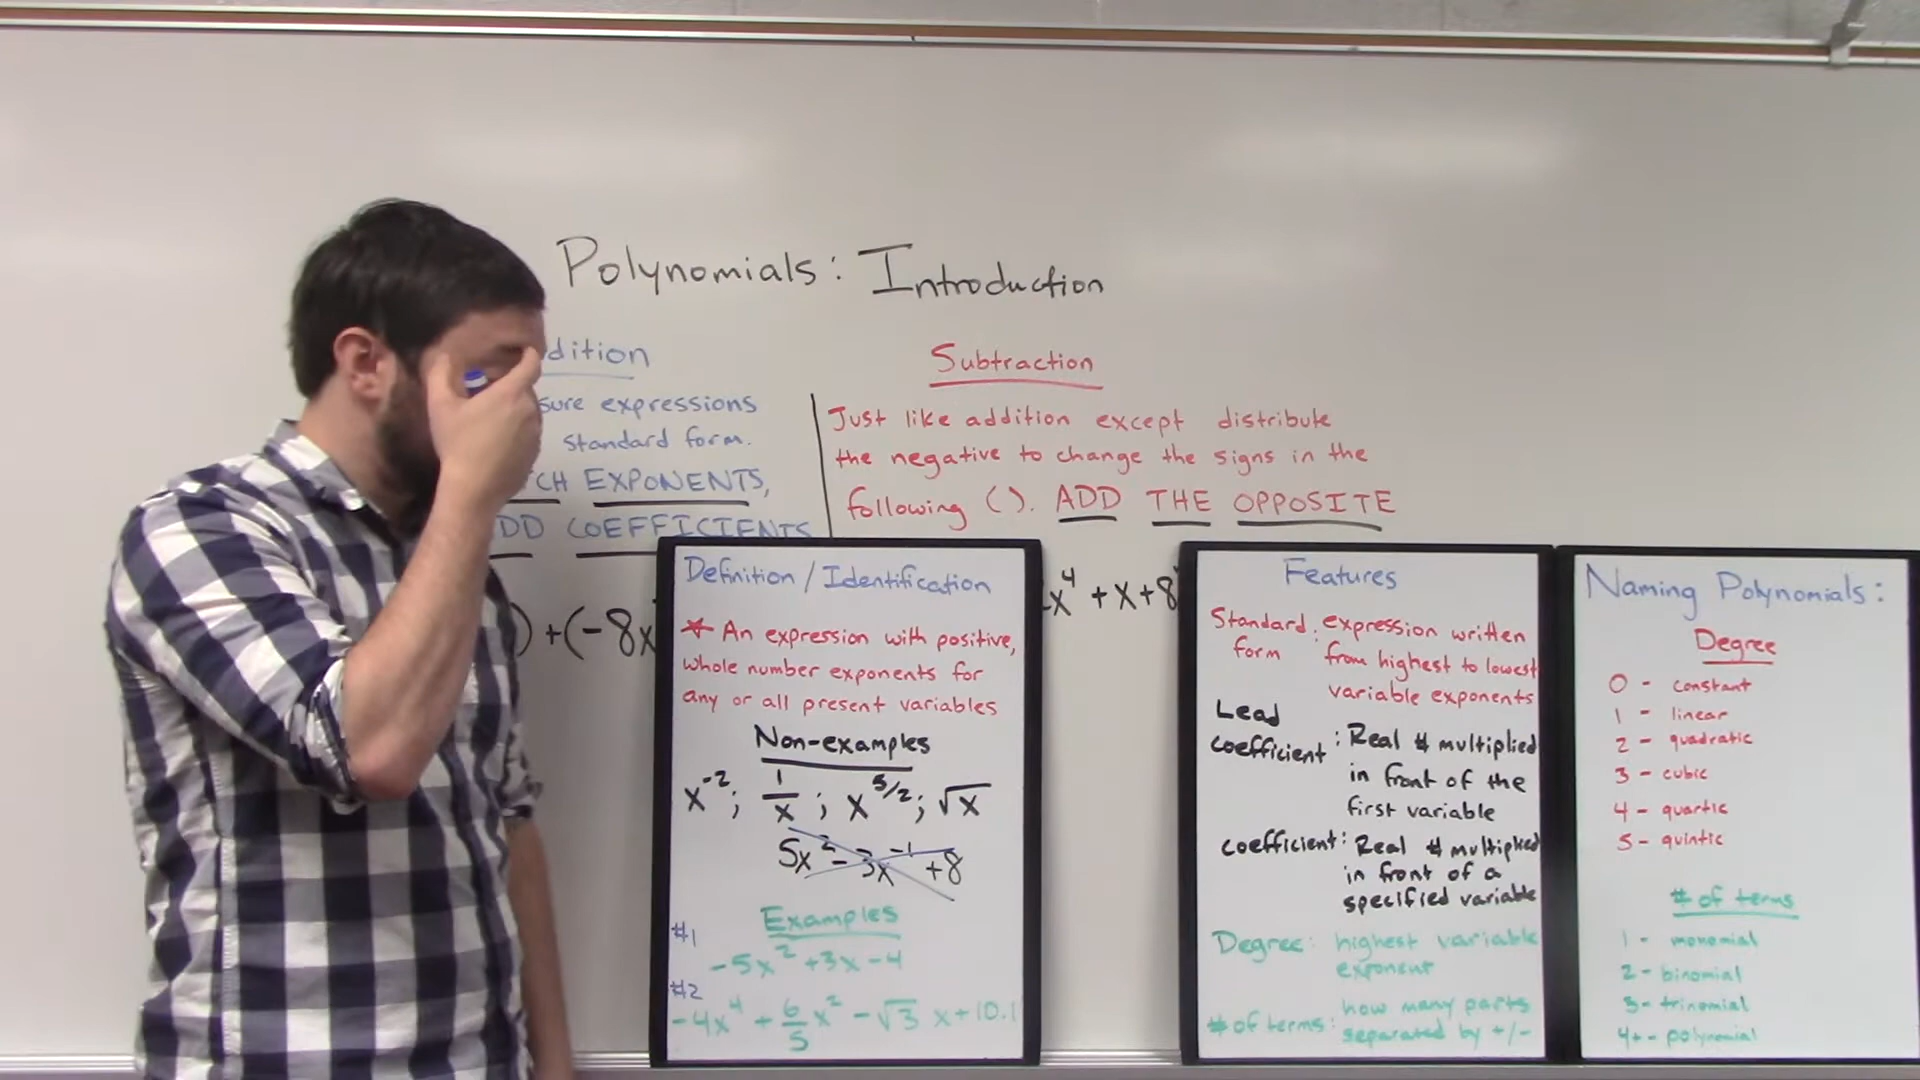 Polynomials: Introduction
dition
sure expressions
standard form.
TCH EXPONENTS,
DD COEFFICIENTS
) +(-8x
Subtraction
Just like addition except distribute
the negative to change the signs in the
following ( ). ADD THE OPPOSITE
x⁴ + x + 8
Definition / Identification
* An expression with positive,
whole number exponents for
any or all present variables
Non-examples
x⁻²; 1/x; x^5/2; √x
5x² - 3x⁻¹ + 8
Examples
#1
-5x² + 3x - 4
#2
-4x⁴ + 6/5 x² - √3 x + 10.1
Features
Standard form: expression written
from highest to lowest
variable exponents
Lead
coefficient: Real # multiplied
in front of the
first variable
coefficient: Real # multiplied
in front of a
specified variable
Degree: highest variable
exponent
# of terms: how many parts
separated by +/-
Naming Polynomials:
Degree
0 - constant
1 - linear
2 - quadratic
3 - cubic
4 - quartic
5 - quintic
# of terms
1 - monomial
2 - binomial
3 - trinomial
4+ - polynomial